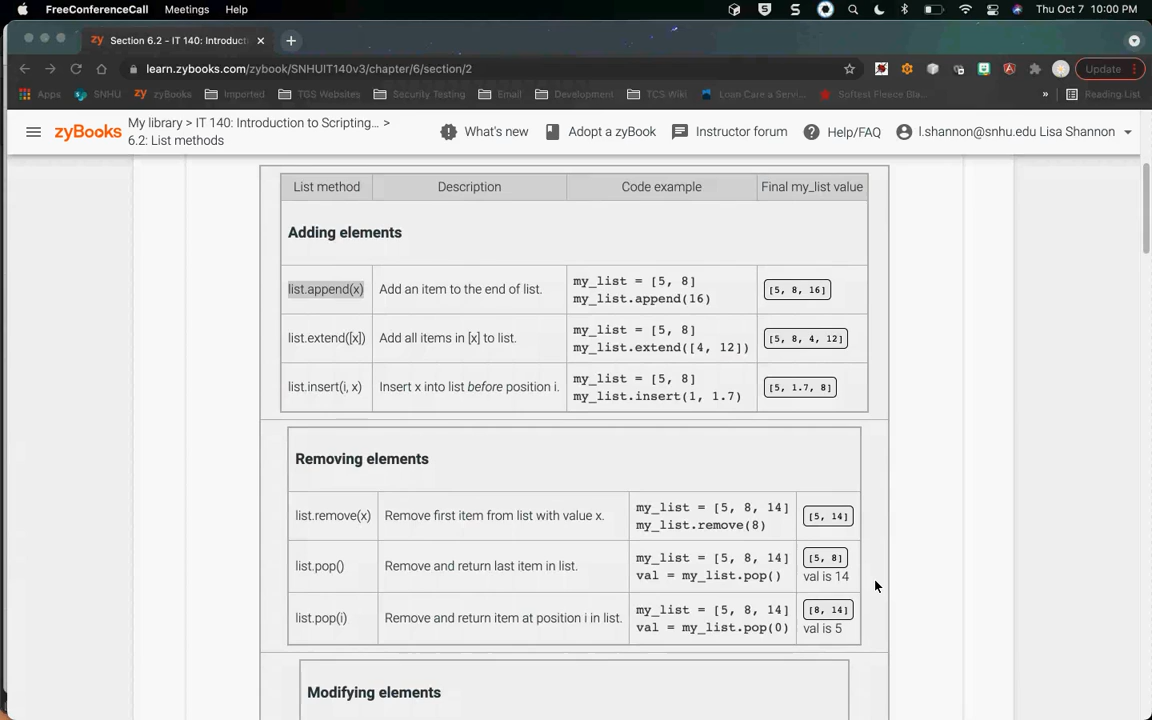 FreeConferenceCall Meetings Help Thu Oct 7 10:00 PM
zy Section 6.2 - IT 140: Introduct
learn.zybooks.com/zybook/SNHUIT140v3/chapter/6/section/2 Update
Apps SNHU zy zyBooks Imported TGS Websites Security Testing Email Development TCS Wiki Loan Care a Servi... Softest Fleece Bla... » Reading List
zyBooks My library > IT 140: Introduction to Scripting... >
6.2: List methods
What's new Adopt a zyBook Instructor forum Help/FAQ l.shannon@snhu.edu Lisa Shannon
List method Description Code example Final my_list value
Adding elements
list.append(x) Add an item to the end of list. my_list = [5, 8]
my_list.append(16) [5, 8, 16]
list.extend([x]) Add all items in [x] to list. my_list = [5, 8]
my_list.extend([4, 12]) [5, 8, 4, 12]
list.insert(i, x) Insert x into list before position i. my_list = [5, 8]
my_list.insert(1, 1.7) [5, 1.7, 8]
Removing elements
list.remove(x) Remove first item from list with value x. my_list = [5, 8, 14]
my_list.remove(8) [5, 14]
list.pop() Remove and return last item in list. my_list = [5, 8, 14]
val = my_list.pop() [5, 8]
val is 14
list.pop(i) Remove and return item at position i in list. my_list = [5, 8, 14]
val = my_list.pop(0) [8, 14]
val is 5
Modifying elements